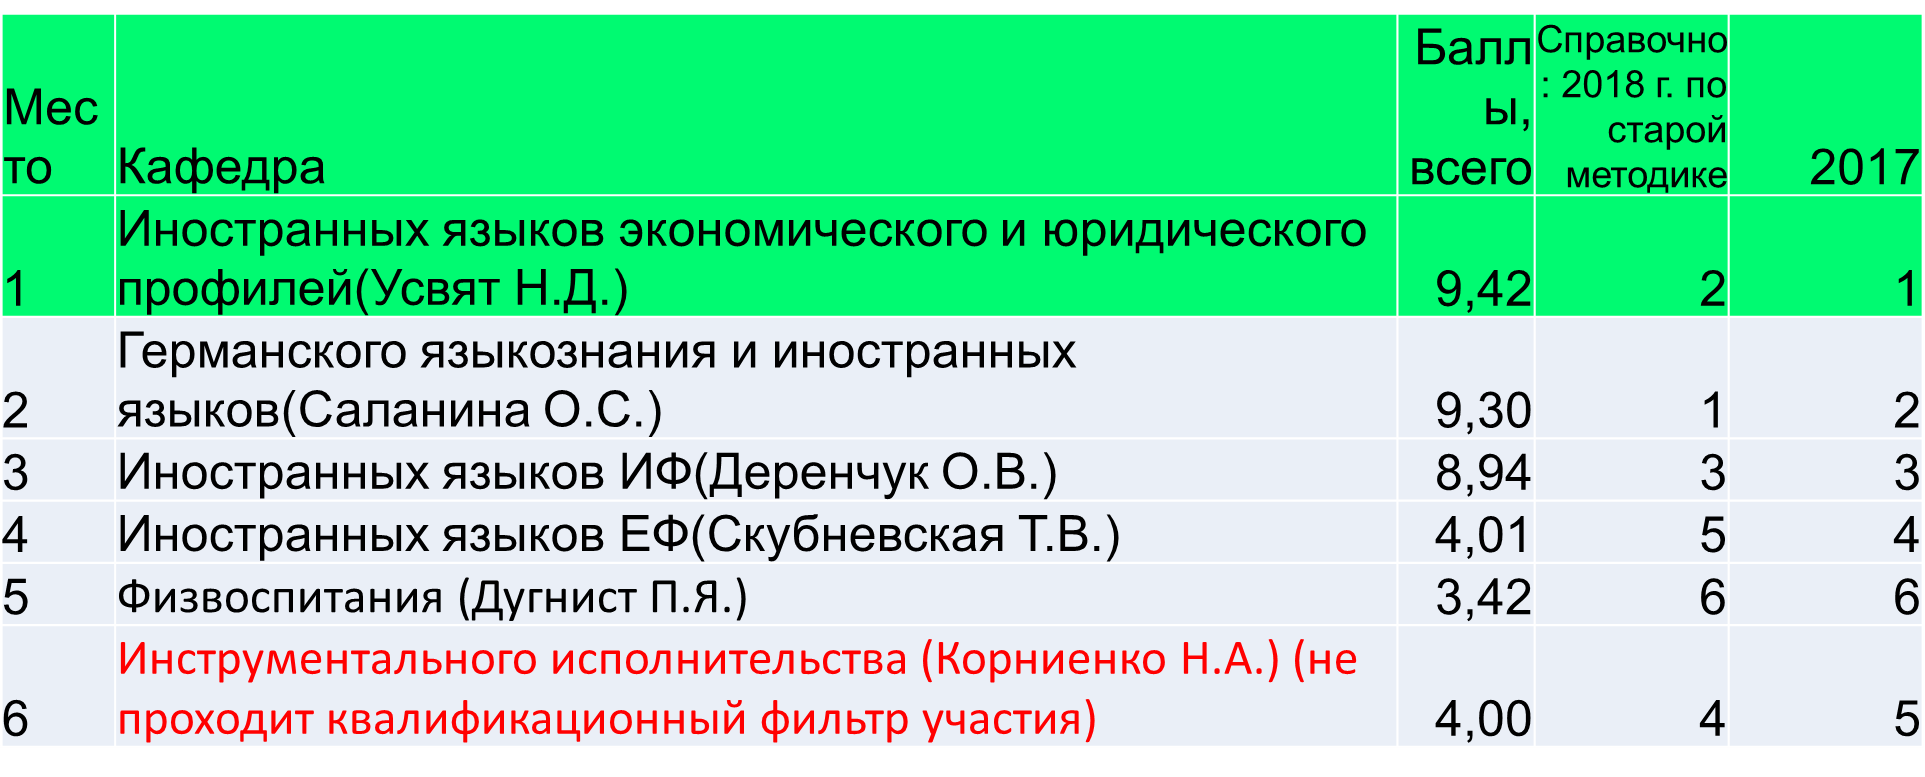 Мес
то
Кафедра
Балл
ы,
всего
Справочно
: 2018 г. по
старой
методике
2017
1
Иностранных языков экономического и юридического
профилей(Усвят Н.Д.)
9,42
2
1
2
Германского языкознания и иностранных
языков(Саланина О.С.)
9,30
1
2
3
Иностранных языков ИФ(Деренчук О.В.)
8,94
3
3
4
Иностранных языков ЕФ(Скубневская Т.В.)
4,01
5
4
5
Физвоспитания (Дугнист П.Я.)
3,42
6
6
6
Инструментального исполнительства (Корниенко Н.А.) (не
проходит квалификационный фильтр участия)
4,00
4
5